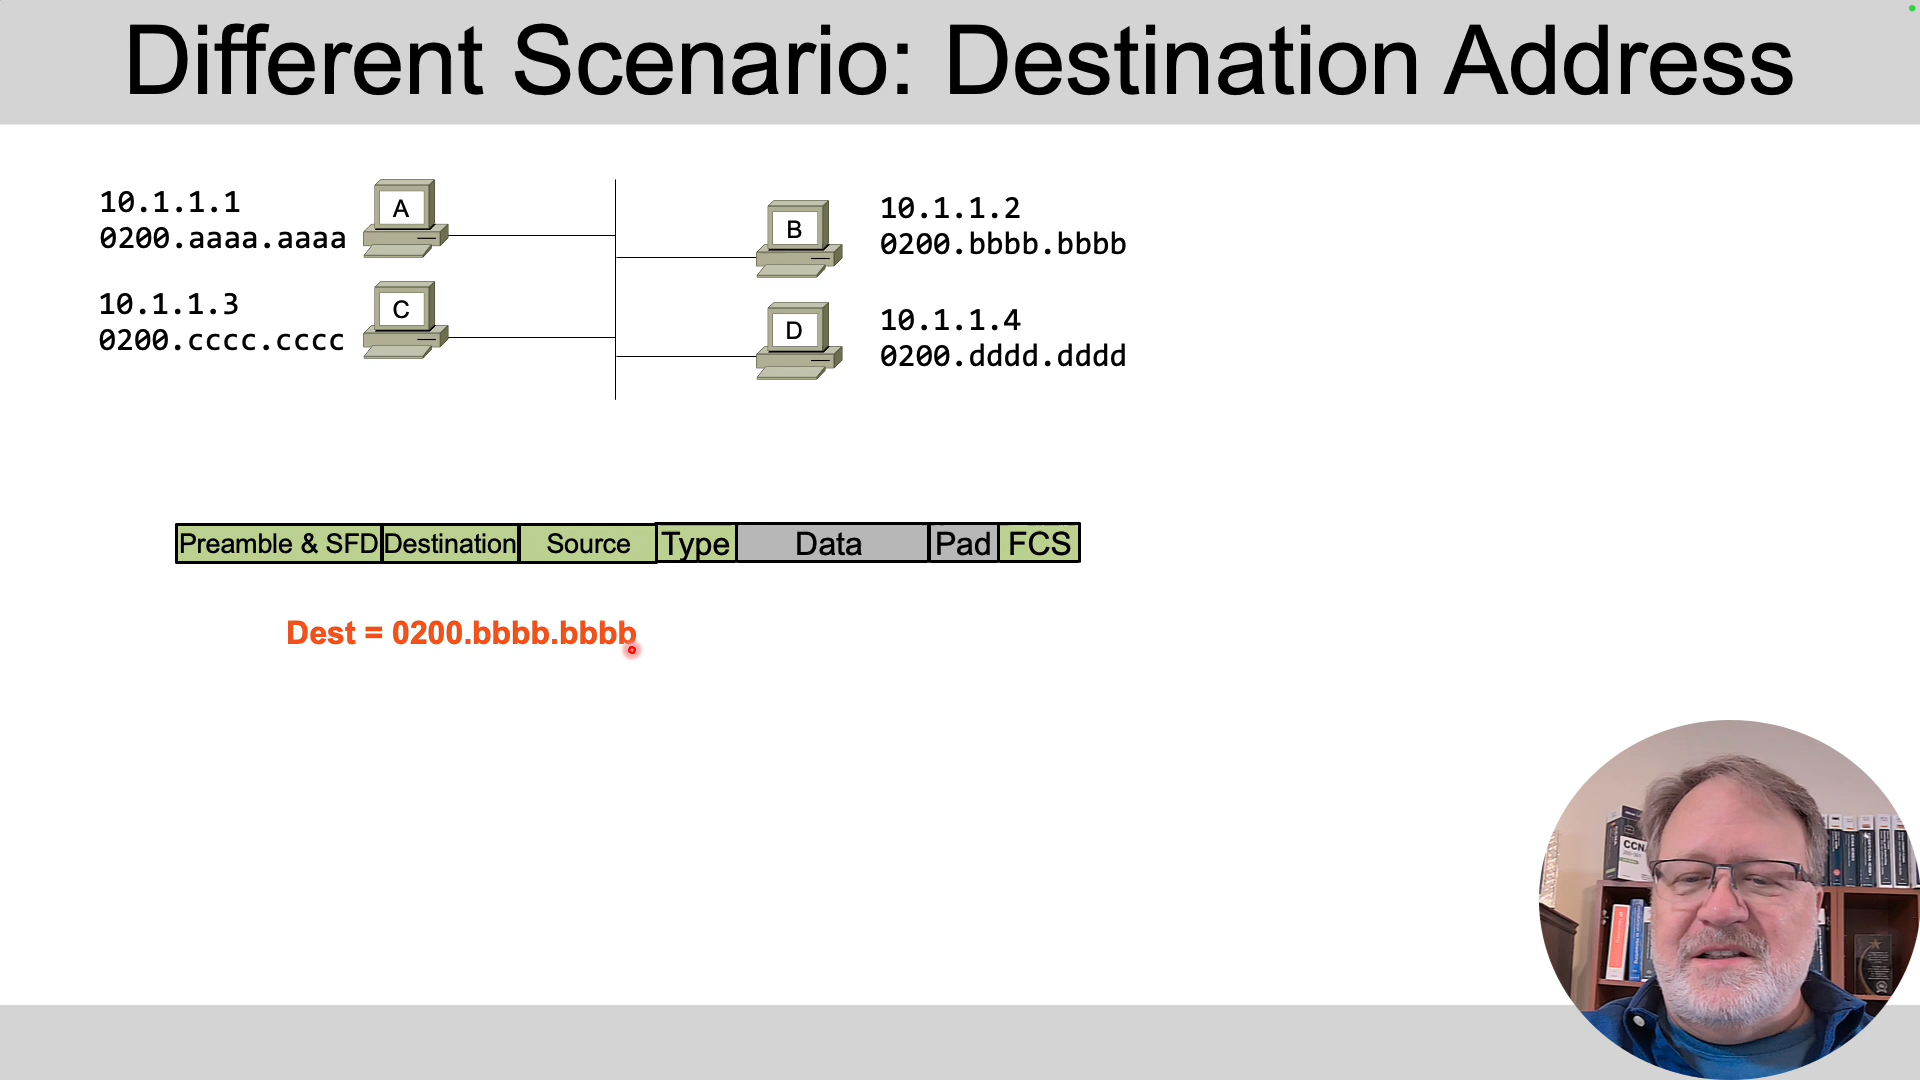 Different Scenario: Destination Address
10.1.1.1
0200.aaaa.aaaa
A
B
10.1.1.2
0200.bbbb.bbbb
10.1.1.3
0200.cccc.cccc
C
D
10.1.1.4
0200.dddd.dddd
Preamble & SFD Destination Source Type Data Pad FCS
Dest = 0200.bbbb.bbbb